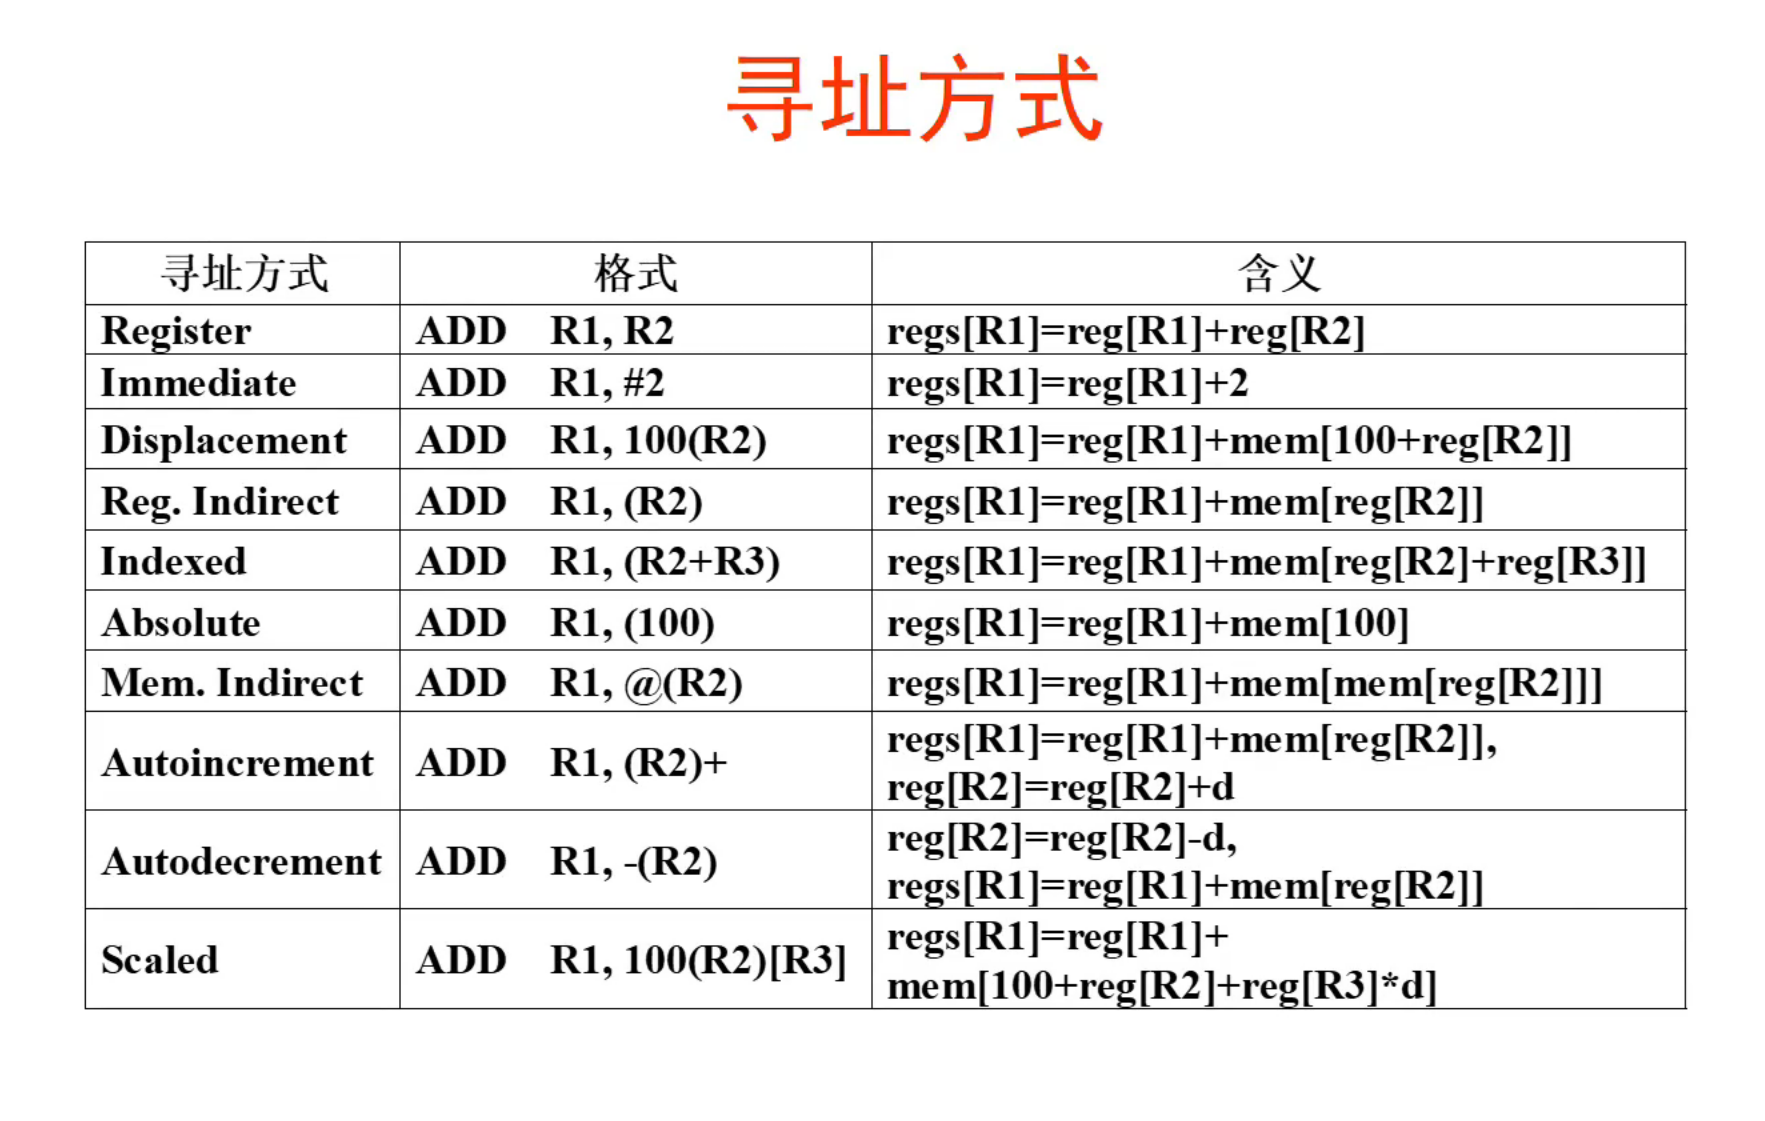 寻址方式
寻址方式 格式 含义
Register ADD R1, R2 regs[R1]=reg[R1]+reg[R2]
Immediate ADD R1, #2 regs[R1]=reg[R1]+2
Displacement ADD R1, 100(R2) regs[R1]=reg[R1]+mem[100+reg[R2]]
Reg. Indirect ADD R1, (R2) regs[R1]=reg[R1]+mem[reg[R2]]
Indexed ADD R1, (R2+R3) regs[R1]=reg[R1]+mem[reg[R2]+reg[R3]]
Absolute ADD R1, (100) regs[R1]=reg[R1]+mem[100]
Mem. Indirect ADD R1, @(R2) regs[R1]=reg[R1]+mem[mem[reg[R2]]]
Autoincrement ADD R1, (R2)+ regs[R1]=reg[R1]+mem[reg[R2]],
reg[R2]=reg[R2]+d
Autodecrement ADD R1, -(R2) reg[R2]=reg[R2]-d,
regs[R1]=reg[R1]+mem[reg[R2]]
Scaled ADD R1, 100(R2)[R3] regs[R1]=reg[R1]+
mem[100+reg[R2]+reg[R3]*d]